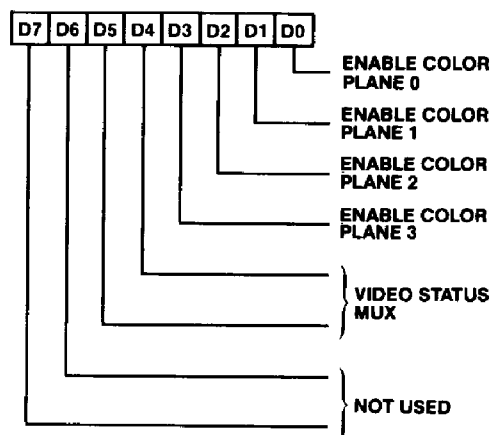 D7 D6 D5 D4 D3 D2 D1 D0
ENABLE COLOR
PLANE 0
ENABLE COLOR
PLANE 1
ENABLE COLOR
PLANE 2
ENABLE COLOR
PLANE 3
VIDEO STATUS
MUX
NOT USED